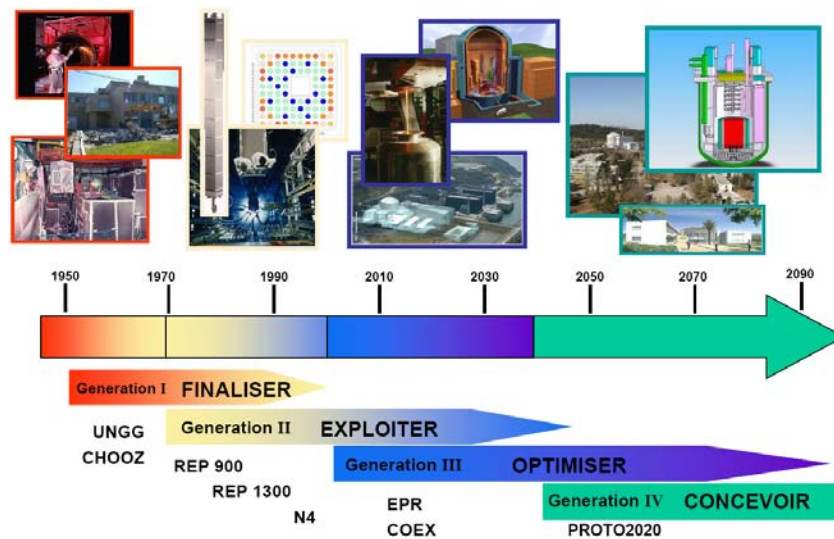 1950 1970 1990 2010 2030 2050 2070 2090
Generation I FINALISER
UNGG
CHOOZ
Generation II EXPLOITER
REP 900
REP 1300
N4
Generation III OPTIMISER
EPR
COEX
Generation IV CONCEVOIR
PROTO2020